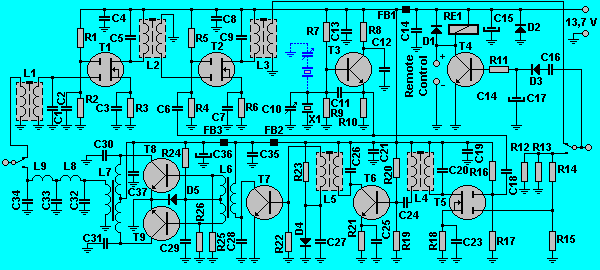 C4 C8 R7 C13 R8 FB1 RE1 C15 D2 13,7 V
R1 C5 R5 C9 C12 C14 D1
T1 L2 T2 L3 T3 T4 C16
L1 R11 D3
Remote Control
C1 C2 R2 C3 R3 C6 R4 C7 R6 C10 X1 C11 R9 R10 C14 C17
FB3 FB2
C30 T8 R24 C36 C35 C26 T6 C21 R20 C19 R16 C18 R12 R13 R14
L9 L8 L7 D5 L6 T7 R23 L5 L4 C20 T5
C34 C33 C32 C37 R26 C24
T9 D4
C31 C29 R25 C28 R22 C27 R21 C25 R19 R18 C23 R17 R15